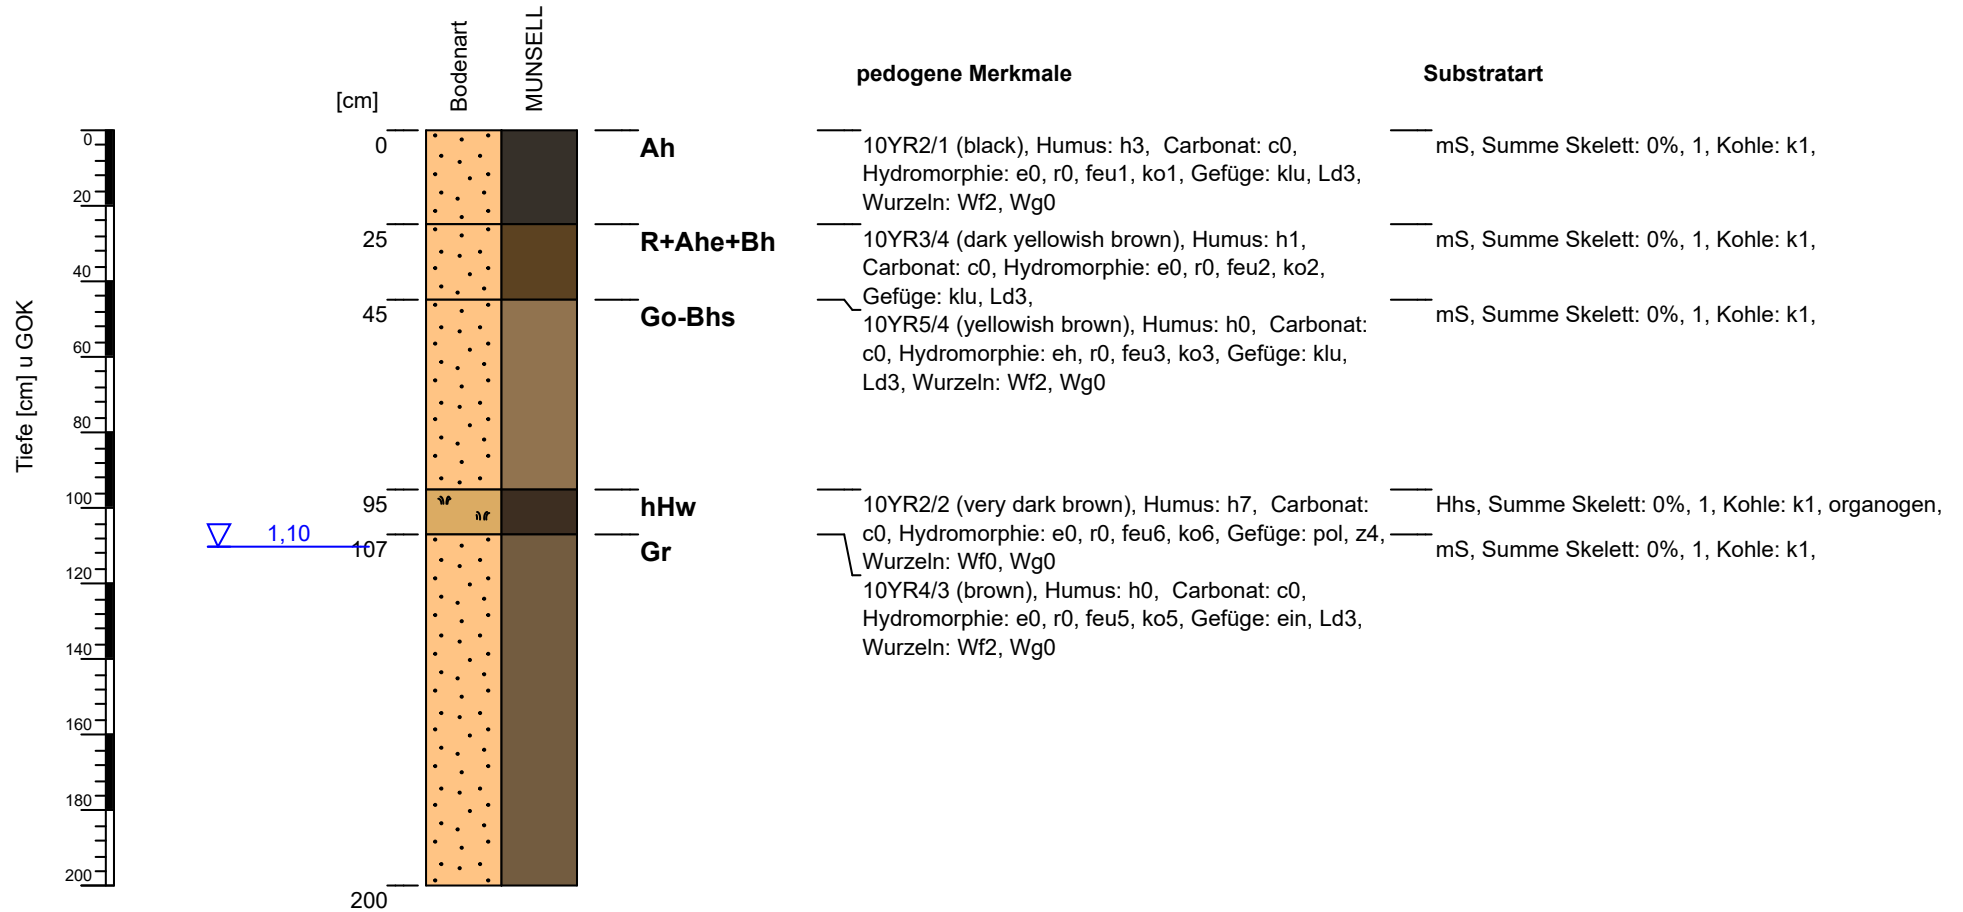 Bodenart
MUNSELL
pedogene Merkmale
Substratart
[cm]
Tiefe [cm] u GOK
0
20
40
60
80
100
120
140
160
180
200
1,10
0
Ah
10YR2/1 (black), Humus: h3, Carbonat: c0,
Hydromorphie: e0, r0, feu1, ko1, Gefüge: klu, Ld3,
Wurzeln: Wf2, Wg0
mS, Summe Skelett: 0%, 1, Kohle: k1,
25
R+Ahe+Bh
10YR3/4 (dark yellowish brown), Humus: h1,
Carbonat: c0, Hydromorphie: e0, r0, feu2, ko2,
Gefüge: klu, Ld3,
mS, Summe Skelett: 0%, 1, Kohle: k1,
45
Go-Bhs
10YR5/4 (yellowish brown), Humus: h0, Carbonat:
c0, Hydromorphie: eh, r0, feu3, ko3, Gefüge: klu,
Ld3, Wurzeln: Wf2, Wg0
mS, Summe Skelett: 0%, 1, Kohle: k1,
95
hHw
10YR2/2 (very dark brown), Humus: h7, Carbonat:
c0, Hydromorphie: e0, r0, feu6, ko6, Gefüge: pol, z4,
Wurzeln: Wf0, Wg0
Hhs, Summe Skelett: 0%, 1, Kohle: k1, organogen,
107
Gr
10YR4/3 (brown), Humus: h0, Carbonat: c0,
Hydromorphie: e0, r0, feu5, ko5, Gefüge: ein, Ld3,
Wurzeln: Wf2, Wg0
mS, Summe Skelett: 0%, 1, Kohle: k1,
200